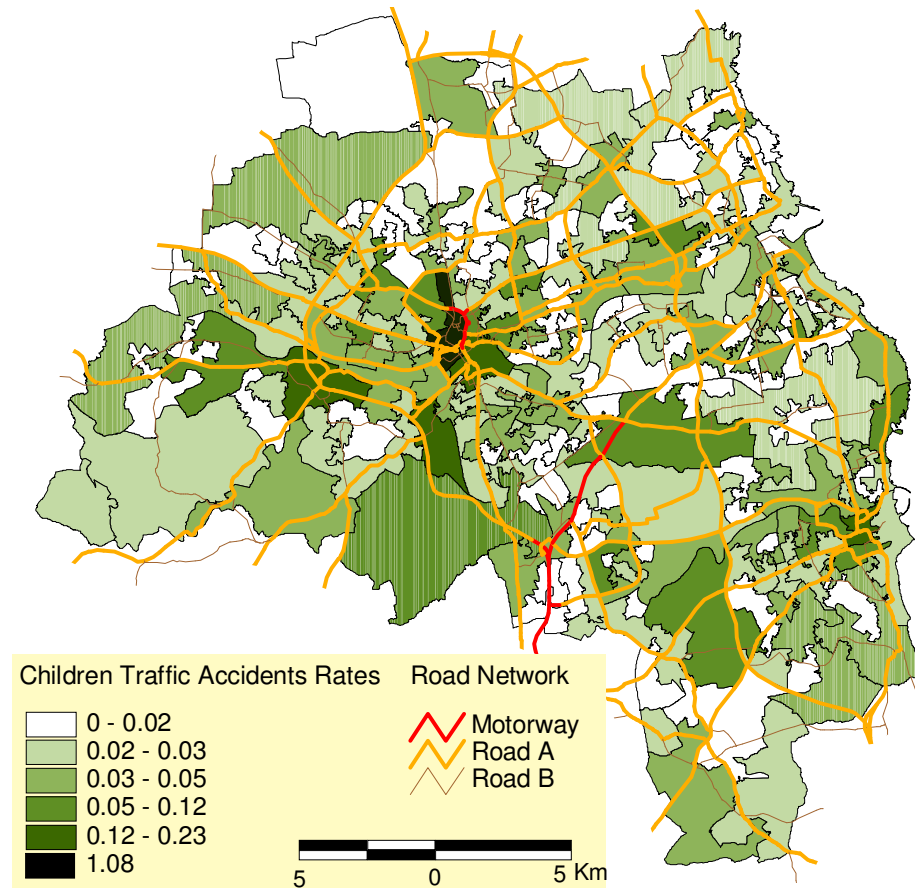 Children Traffic Accidents Rates
0 - 0.02
0.02 - 0.03
0.03 - 0.05
0.05 - 0.12
0.12 - 0.23
1.08
Road Network
Motorway
Road A
Road B
5 0 5 Km